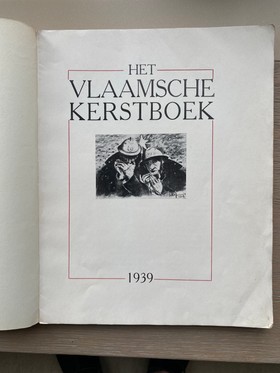 HET
VLAAMSCHE
KERSTBOEK
1939